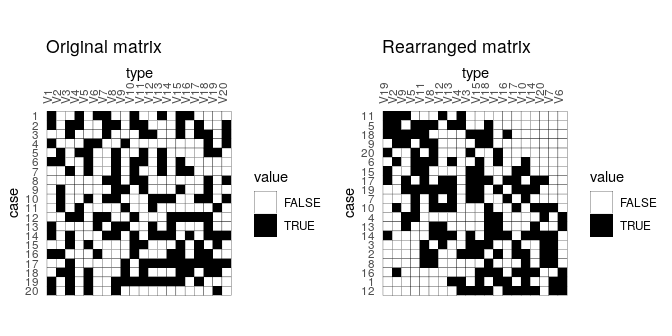 Original matrix
type
V1 V2 V3 V4 V5 V6 V7 V8 V9 V10 V11 V12 V13 V14 V15 V16 V17 V18 V19 V20
case
1
2
3
4
5
6
7
8
9
10
11
12
13
14
15
16
17
18
19
20
value
FALSE
TRUE
Rearranged matrix
type
V19 V2 V9 V5 V11 V8 V12 V13 V4 V3 V15 V18 V16 V1 V17 V10 V14 V20 V7 V6
case
11
5
18
9
20
6
15
17
19
7
10
4
13
14
3
2
8
16
1
12
value
FALSE
TRUE